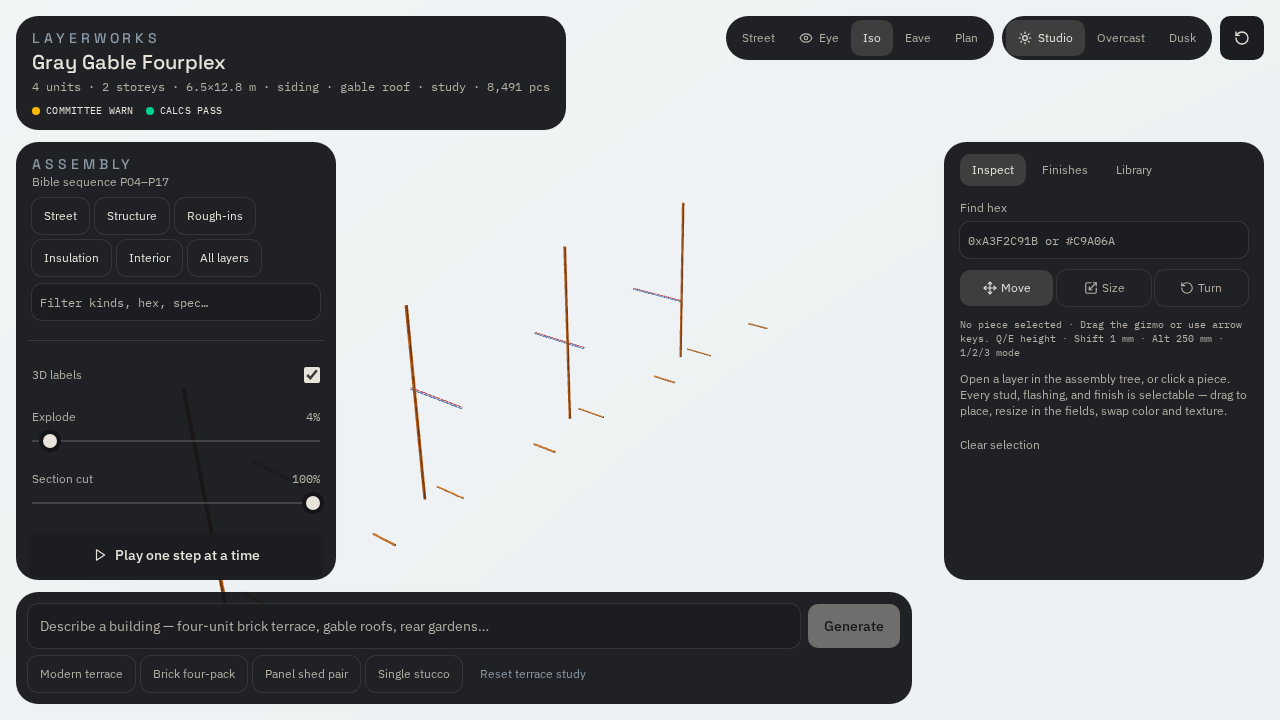 LAYERWORKS
Gray Gable Fourplex
4 units · 2 storeys · 6.5×12.8 m · siding · gable roof · study · 8,491 pcs
COMMITTEE WARN CALCS PASS
Street Eye Iso Eave Plan
Studio Overcast Dusk
ASSEMBLY
Bible sequence P04–P17
Street Structure Rough-ins
Insulation Interior All layers
Filter kinds, hex, spec…
3D labels
Explode 4%
Section cut 100%
Play one step at a time
Inspect Finishes Library
Find hex
0xA3F2C91B or #C9A06A
Move Size Turn
No piece selected · Drag the gizmo or use arrow
keys. Q/E height · Shift 1 mm · Alt 250 mm ·
1/2/3 mode
Open a layer in the assembly tree, or click a piece.
Every stud, flashing, and finish is selectable — drag to
place, resize in the fields, swap color and texture.
Clear selection
Describe a building — four-unit brick terrace, gable roofs, rear gardens…
Generate
Modern terrace Brick four-pack Panel shed pair Single stucco Reset terrace study